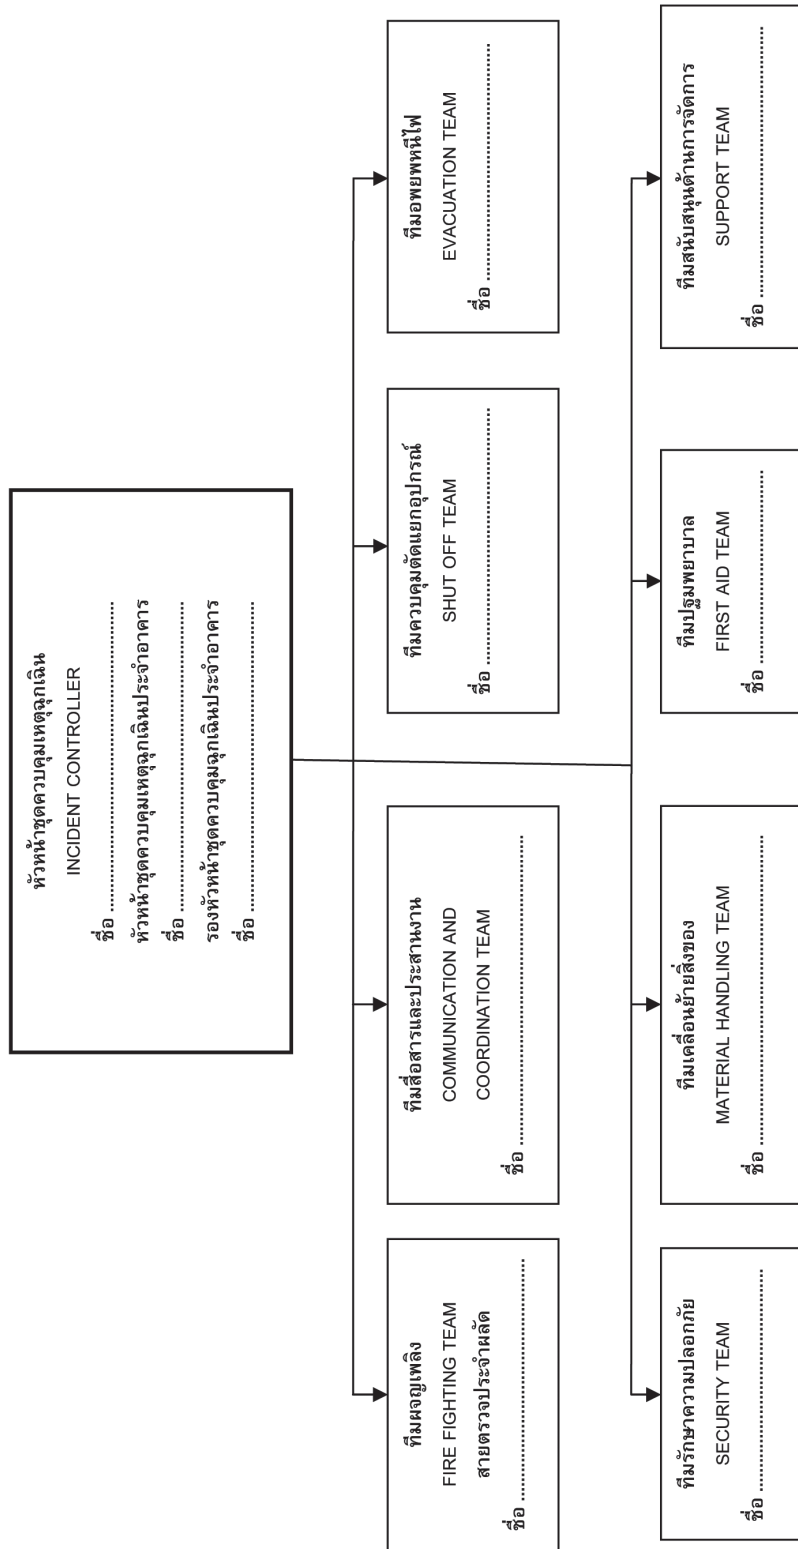 หัวหน้าชุดควบคุมเหตุฉุกเฉิน
INCIDENT CONTROLLER
ชื่อ ........................................................
หัวหน้าชุดควบคุมเหตุฉุกเฉินประจำอาคาร
ชื่อ ........................................................
รองหัวหน้าชุดควบคุมฉุกเฉินประจำอาคาร
ชื่อ ........................................................
ทีมผจญเพลิง
FIRE FIGHTING TEAM
สายตรวจประจำผลัด
ชื่อ ................................................
ทีมสื่อสารและประสานงาน
COMMUNICATION AND
COORDINATION TEAM
ชื่อ ........................................................
ทีมควบคุมตัดแยกอุปกรณ์
SHUT OFF TEAM
ชื่อ ................................................
ทีมอพยพหนีไฟ
EVACUATION TEAM
ชื่อ ............................................
ทีมรักษาความปลอดภัย
SECURITY TEAM
ชื่อ ............................................
ทีมเคลื่อนย้ายสิ่งของ
MATERIAL HANDLING TEAM
ชื่อ ........................................................
ทีมปฐมพยาบาล
FIRST AID TEAM
ชื่อ ....................................
ทีมสนับสนุนด้านการจัดการ
SUPPORT TEAM
ชื่อ ....................................................